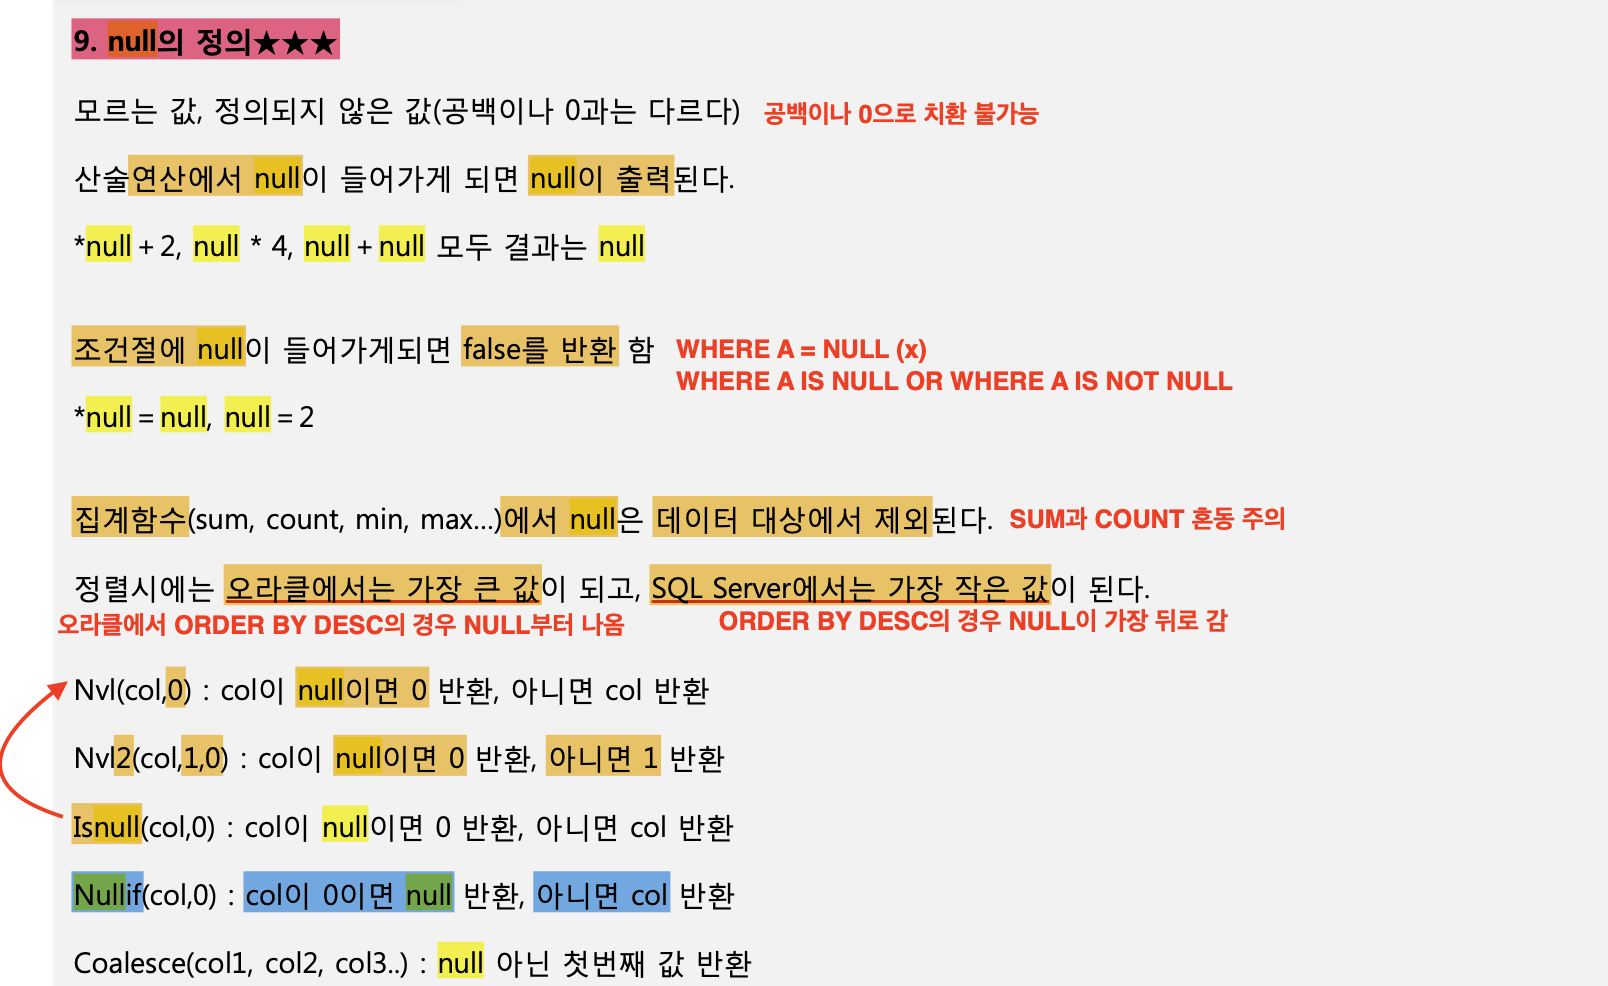 9. null의 정의★★★
모르는 값, 정의되지 않은 값(공백이나 0과는 다르다) 공백이나 0으로 치환 불가능
산술연산에서 null이 들어가게 되면 null이 출력된다.
*null + 2, null * 4, null + null 모두 결과는 null
조건절에 null이 들어가게되면 false를 반환 함 WHERE A = NULL (x)
WHERE A IS NULL OR WHERE A IS NOT NULL
*null = null, null = 2
집계함수(sum, count, min, max...)에서 null은 데이터 대상에서 제외된다. SUM과 COUNT 혼동 주의
정렬시에는 오라클에서는 가장 큰 값이 되고, SQL Server에서는 가장 작은 값이 된다.
오라클에서 ORDER BY DESC의 경우 NULL부터 나옴 ORDER BY DESC의 경우 NULL이 가장 뒤로 감
Nvl(col,0) : col이 null이면 0 반환, 아니면 col 반환
Nvl2(col,1,0) : col이 null이면 0 반환, 아니면 1 반환
Isnull(col,0) : col이 null이면 0 반환, 아니면 col 반환
Nullif(col,0) : col이 0이면 null 반환, 아니면 col 반환
Coalesce(col1, col2, col3..) : null 아닌 첫번째 값 반환